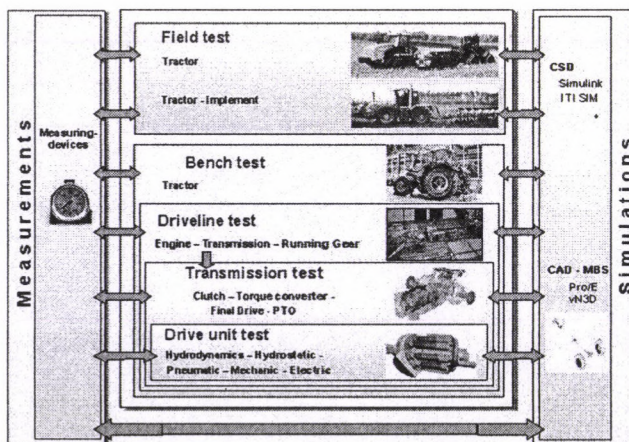 Measurements
Measuring-
devices
Field test
Tractor
Tractor - Implement
Bench test
Tractor
Driveline test
Engine – Transmission – Running Gear
Transmission test
Clutch – Torque converter -
Final Drive - PTO
Drive unit test
Hydrodynamics – Hydrostatic -
Pneumatic – Mechanic - Electric
Simulations
CSD
Simulink
ITI SIM
CAD - MBS
Pro/E
vN3D